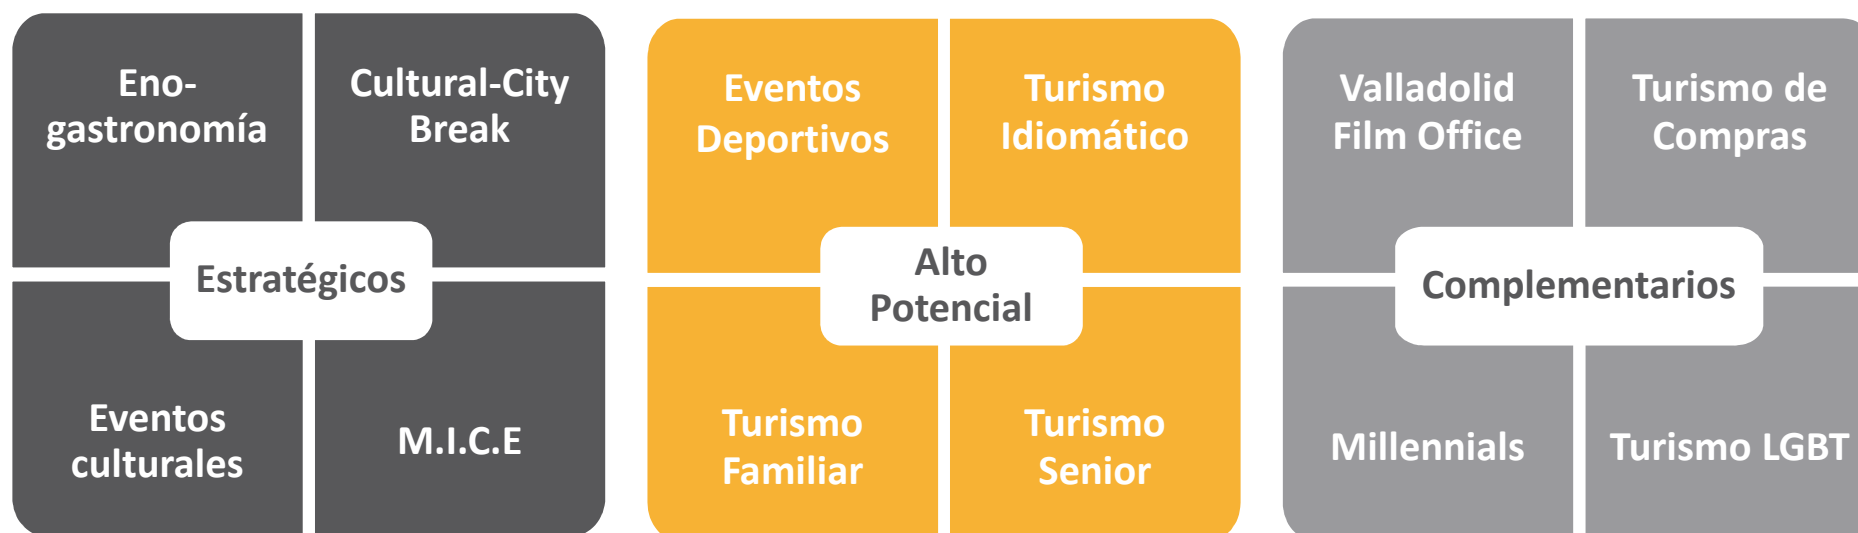 Eno-
gastronomía
Cultural-City
Break
Estratégicos
Eventos
culturales
M.I.C.E
Eventos
Deportivos
Turismo
Idiomático
Alto
Potencial
Turismo
Familiar
Turismo
Senior
Valladolid
Film Office
Turismo de
Compras
Complementarios
Millennials
Turismo LGBT